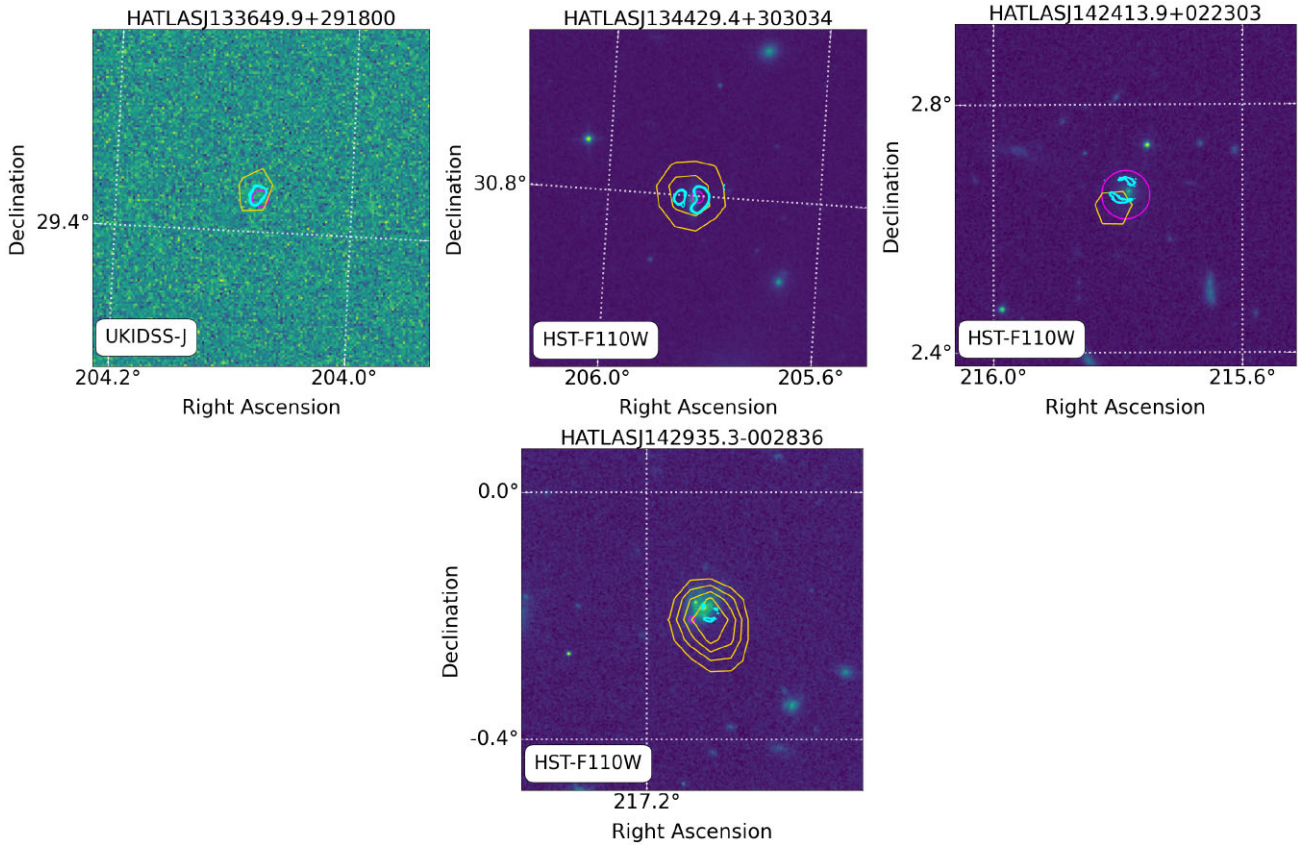 HATLASJ133649.9+291800
Declination
29.4°
UKIDSS-J
204.2°
204.0°
Right Ascension
HATLASJ134429.4+303034
Declination
30.8°
HST-F110W
206.0°
205.6°
Right Ascension
HATLASJ142413.9+022303
Declination
2.8°
2.4°
HST-F110W
216.0°
215.6°
Right Ascension
HATLASJ142935.3-002836
Declination
0.0°
-0.4°
HST-F110W
217.2°
Right Ascension